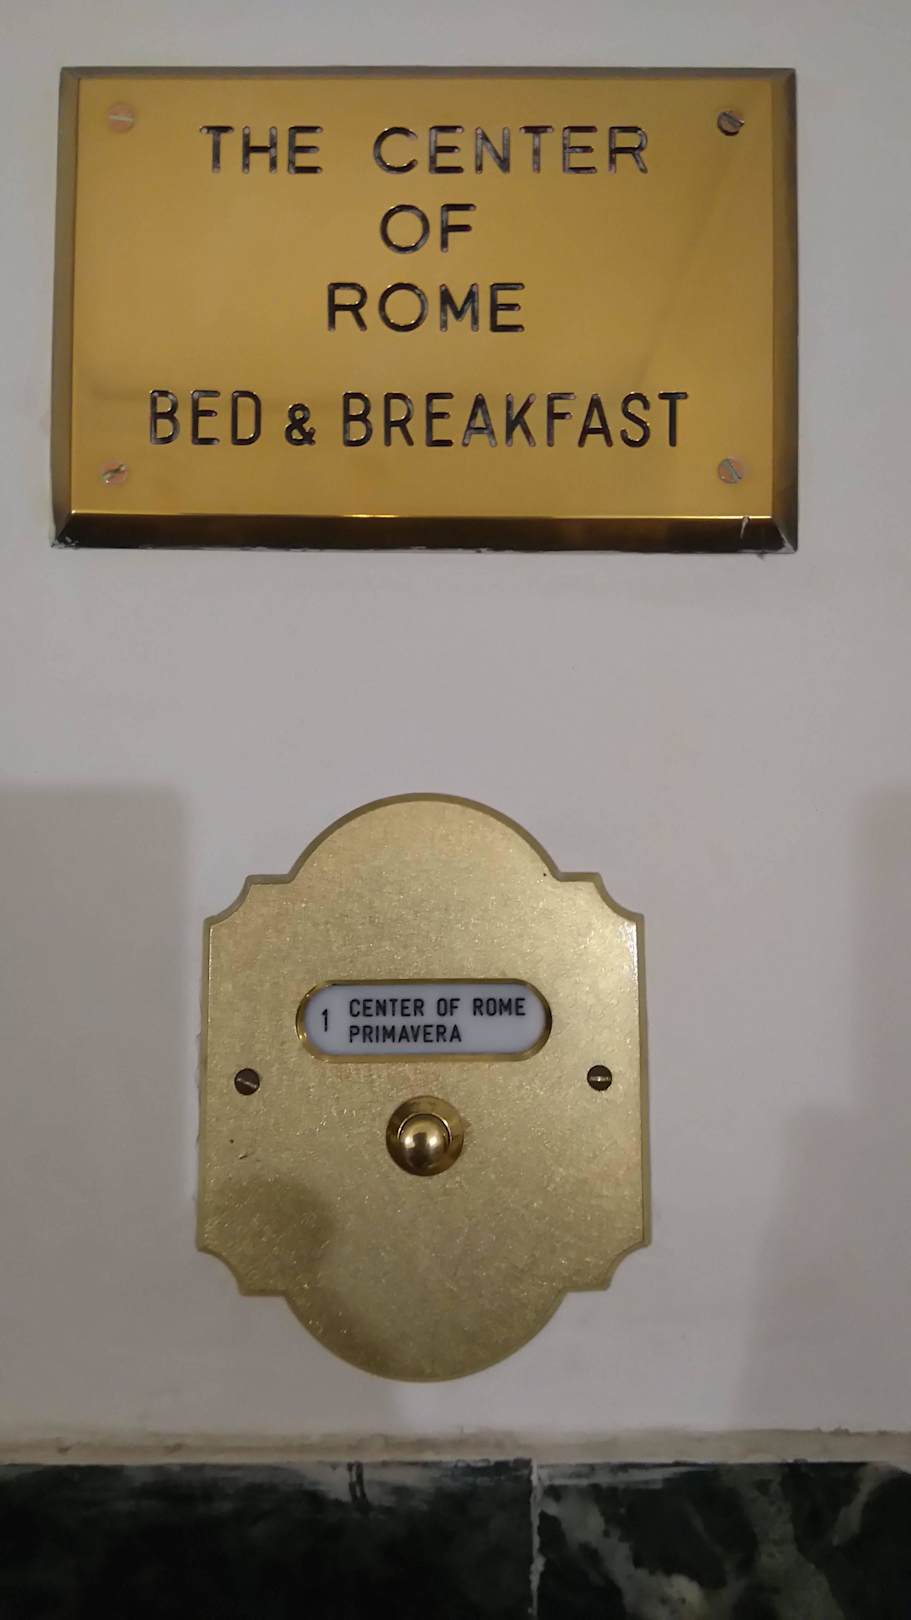 THE CENTER
OF
ROME
BED & BREAKFAST
1 CENTER OF ROME
PRIMAVERA